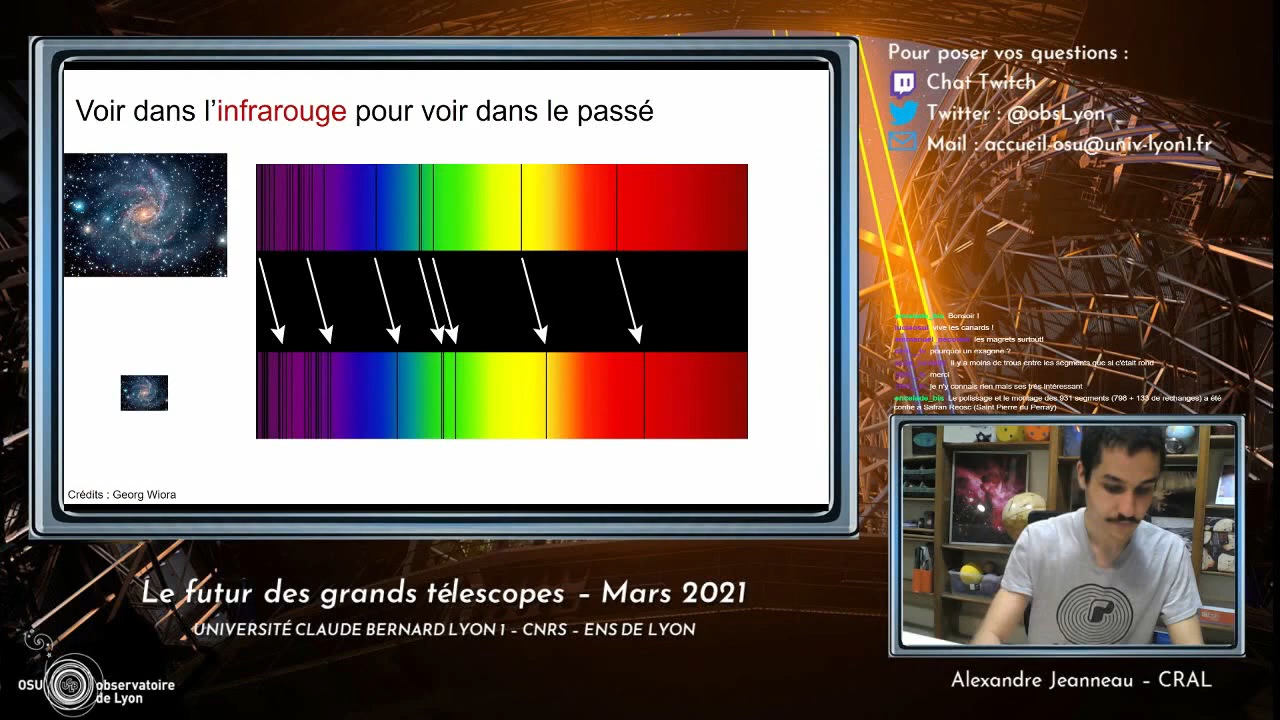 Voir dans l'infrarouge pour voir dans le passé
Crédits : Georg Wiora
Pour poser vos questions :
Chat Twitch
Twitter : @obsLyon _
Mail : accueil-osu@univ-lyon1.fr
Bonsoir !
vive les canards !
les magrets surtout!
pourquoi un exagone ?
Il y a moins de trous entre les segments que si c'était rond
merci
je n'y connais rien mais ses très intéressant
encelade_bis Le polissage et le montage des 931 segments (798 + 133 de rechanges) a été
confié à Safran Reosc (Saint Pierre du Perray)
Le futur des grands télescopes - Mars 2021
UNIVERSITÉ CLAUDE BERNARD LYON 1 - CNRS - ENS DE LYON
OSU observatoire
de Lyon
Alexandre Jeanneau - CRAL